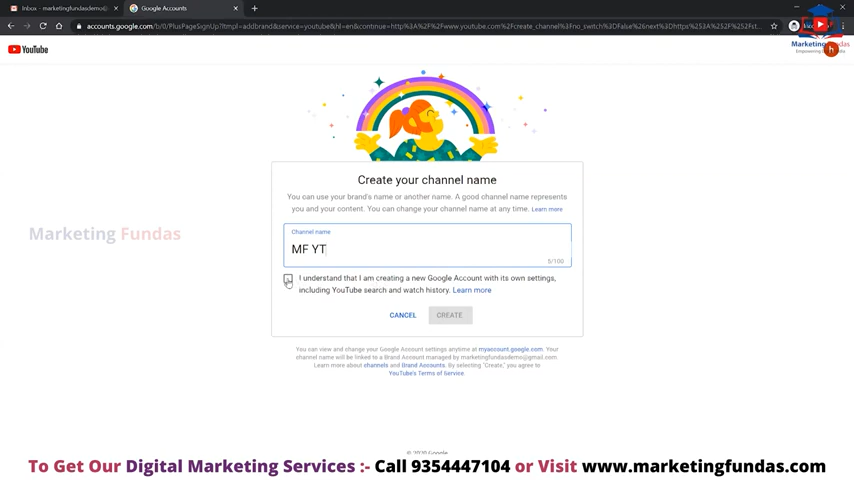 Inbox - marketingfundasdemo@
Google Accounts
accounts.google.com/b/0/PlusPageSignUp?ltmpl=addbrand&service=youtube&hl=en&continue=http%3A%2F%2Fwww.youtube.com%2Fcreate_channel%3Fno_switch%3DFalse%26next%3Dhttps%253A%252F%252Fst...
Marketing Fundas
h
YouTube
Create your channel name
You can use your brand's name or another name. A good channel name represents
you and your content. You can change your channel name at any time. Learn more
Channel name
Marketing Fundas
MF YT
5/100
I understand that I am creating a new Google Account with its own settings,
including YouTube search and watch history. Learn more
CANCEL
CREATE
You can view and change your Google Account settings anytime at myaccount.google.com. Your
channel name will be linked to a Brand Account managed by marketingfundasdemo@gmail.com
Learn more about channels and Brand Accounts. By selecting "Create", you agree to
YouTube's Terms of Service.
© 2020 Google
To Get Our Digital Marketing Services :- Call 9354447104 or Visit www.marketingfundas.com